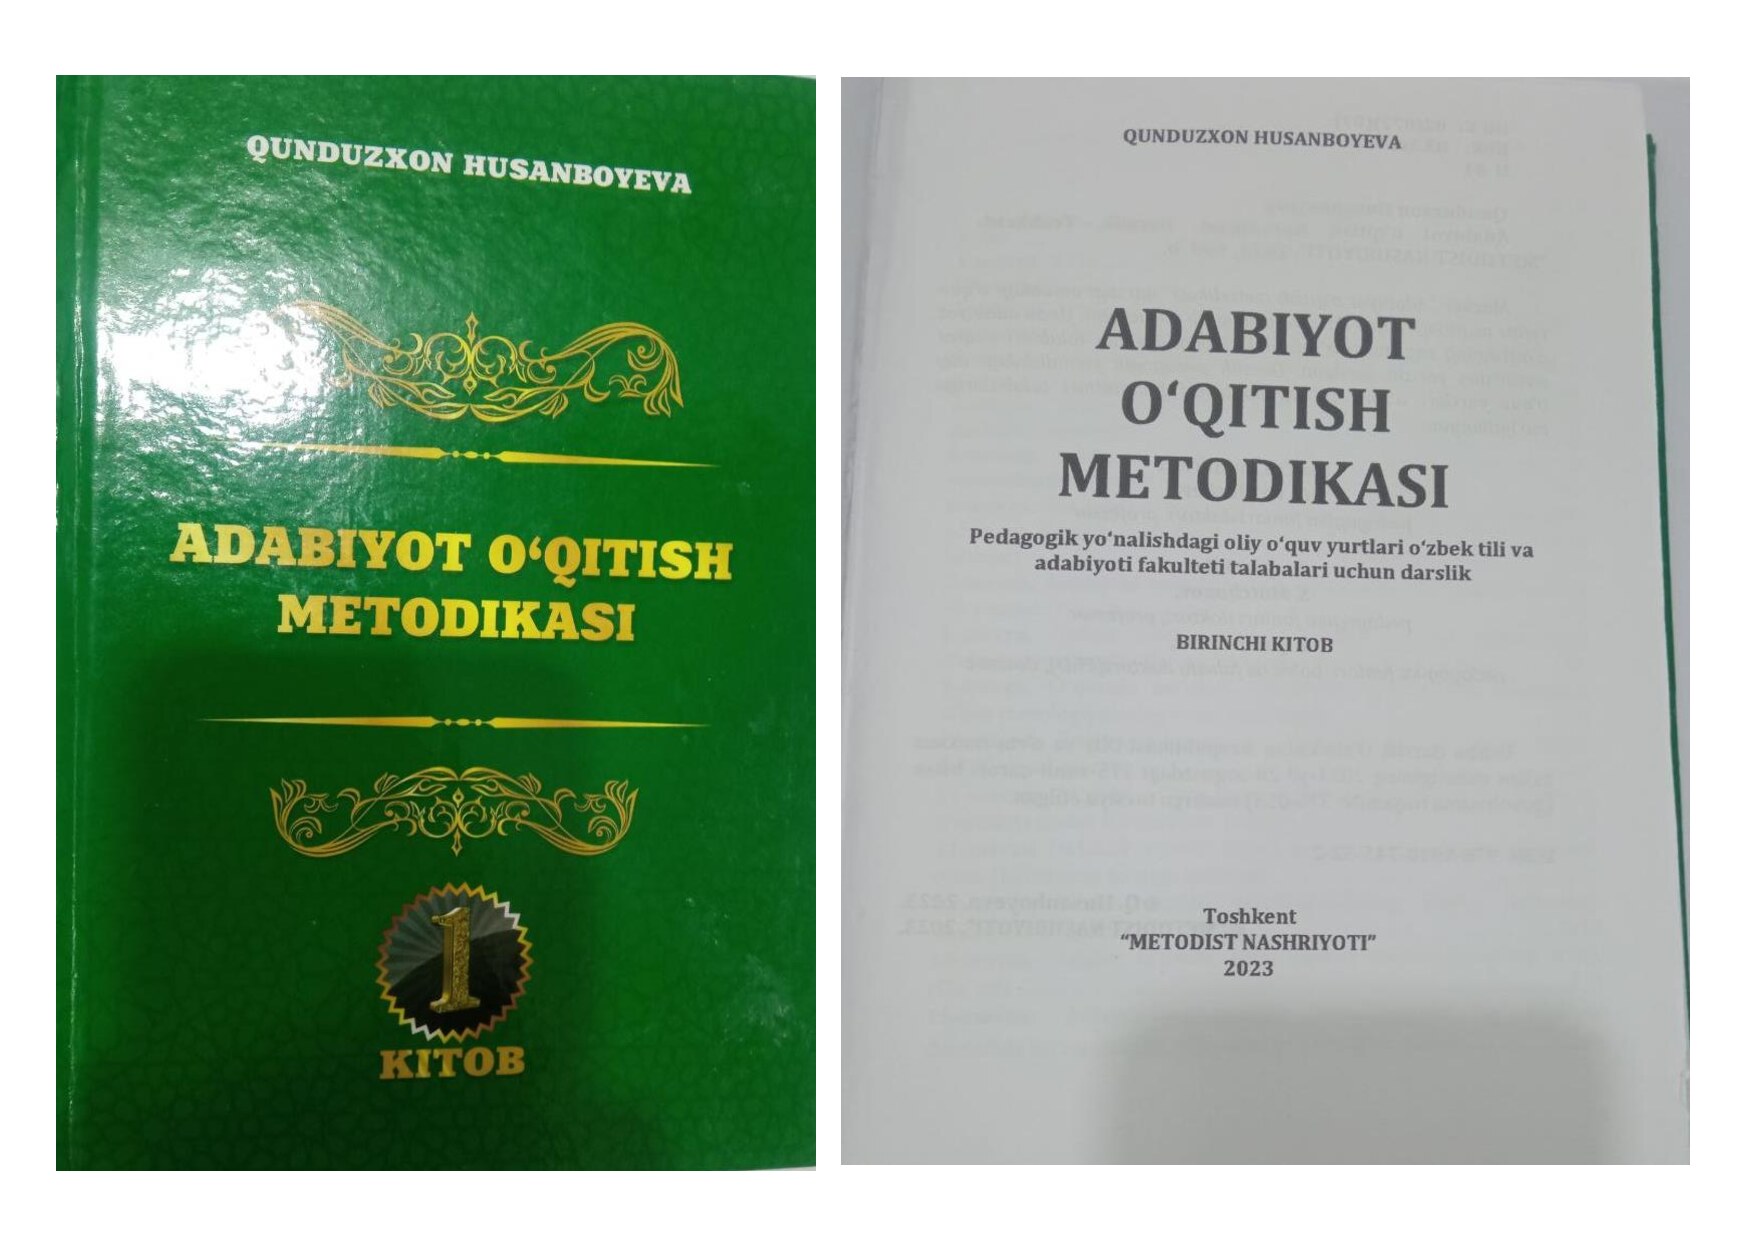 QUNDUZXON HUSANBOYEVA
ADABIYOT O‘QITISH
METODIKASI
1
KITOB
QUNDUZXON HUSANBOYEVA
ADABIYOT
O‘QITISH
METODIKASI
Pedagogik yo‘nalishdagi oliy o‘quv yurtlari o‘zbek tili va
adabiyoti fakulteti talabalari uchun darslik
BIRINCHI KITOB
Toshkent
“METODIST NASHRIYOTI”
2023